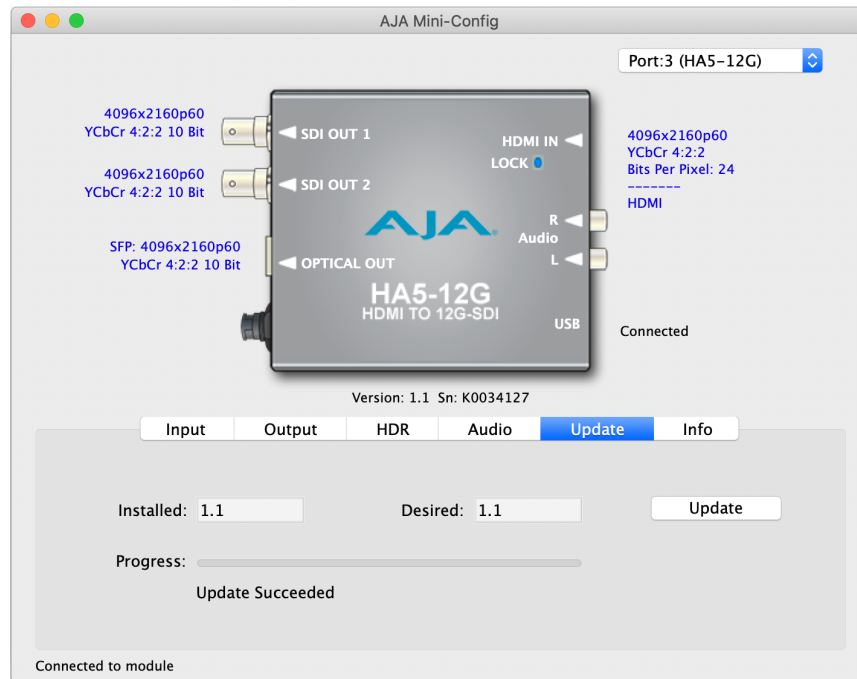 AJA Mini-Config
Port:3 (HA5-12G)
4096x2160p60
YCbCr 4:2:2 10 Bit
SDI OUT 1
4096x2160p60
YCbCr 4:2:2 10 Bit
SDI OUT 2
SFP: 4096x2160p60
YCbCr 4:2:2 10 Bit
OPTICAL OUT
HDMI IN
LOCK
4096x2160p60
YCbCr 4:2:2
Bits Per Pixel: 24
-------
HDMI
R
Audio
L
AJA.
HA5-12G
HDMI TO 12G-SDI
USB
Connected
Version: 1.1 Sn: K0034127
Input Output HDR Audio Update Info
Installed: 1.1 Desired: 1.1 Update
Progress:
Update Succeeded
Connected to module